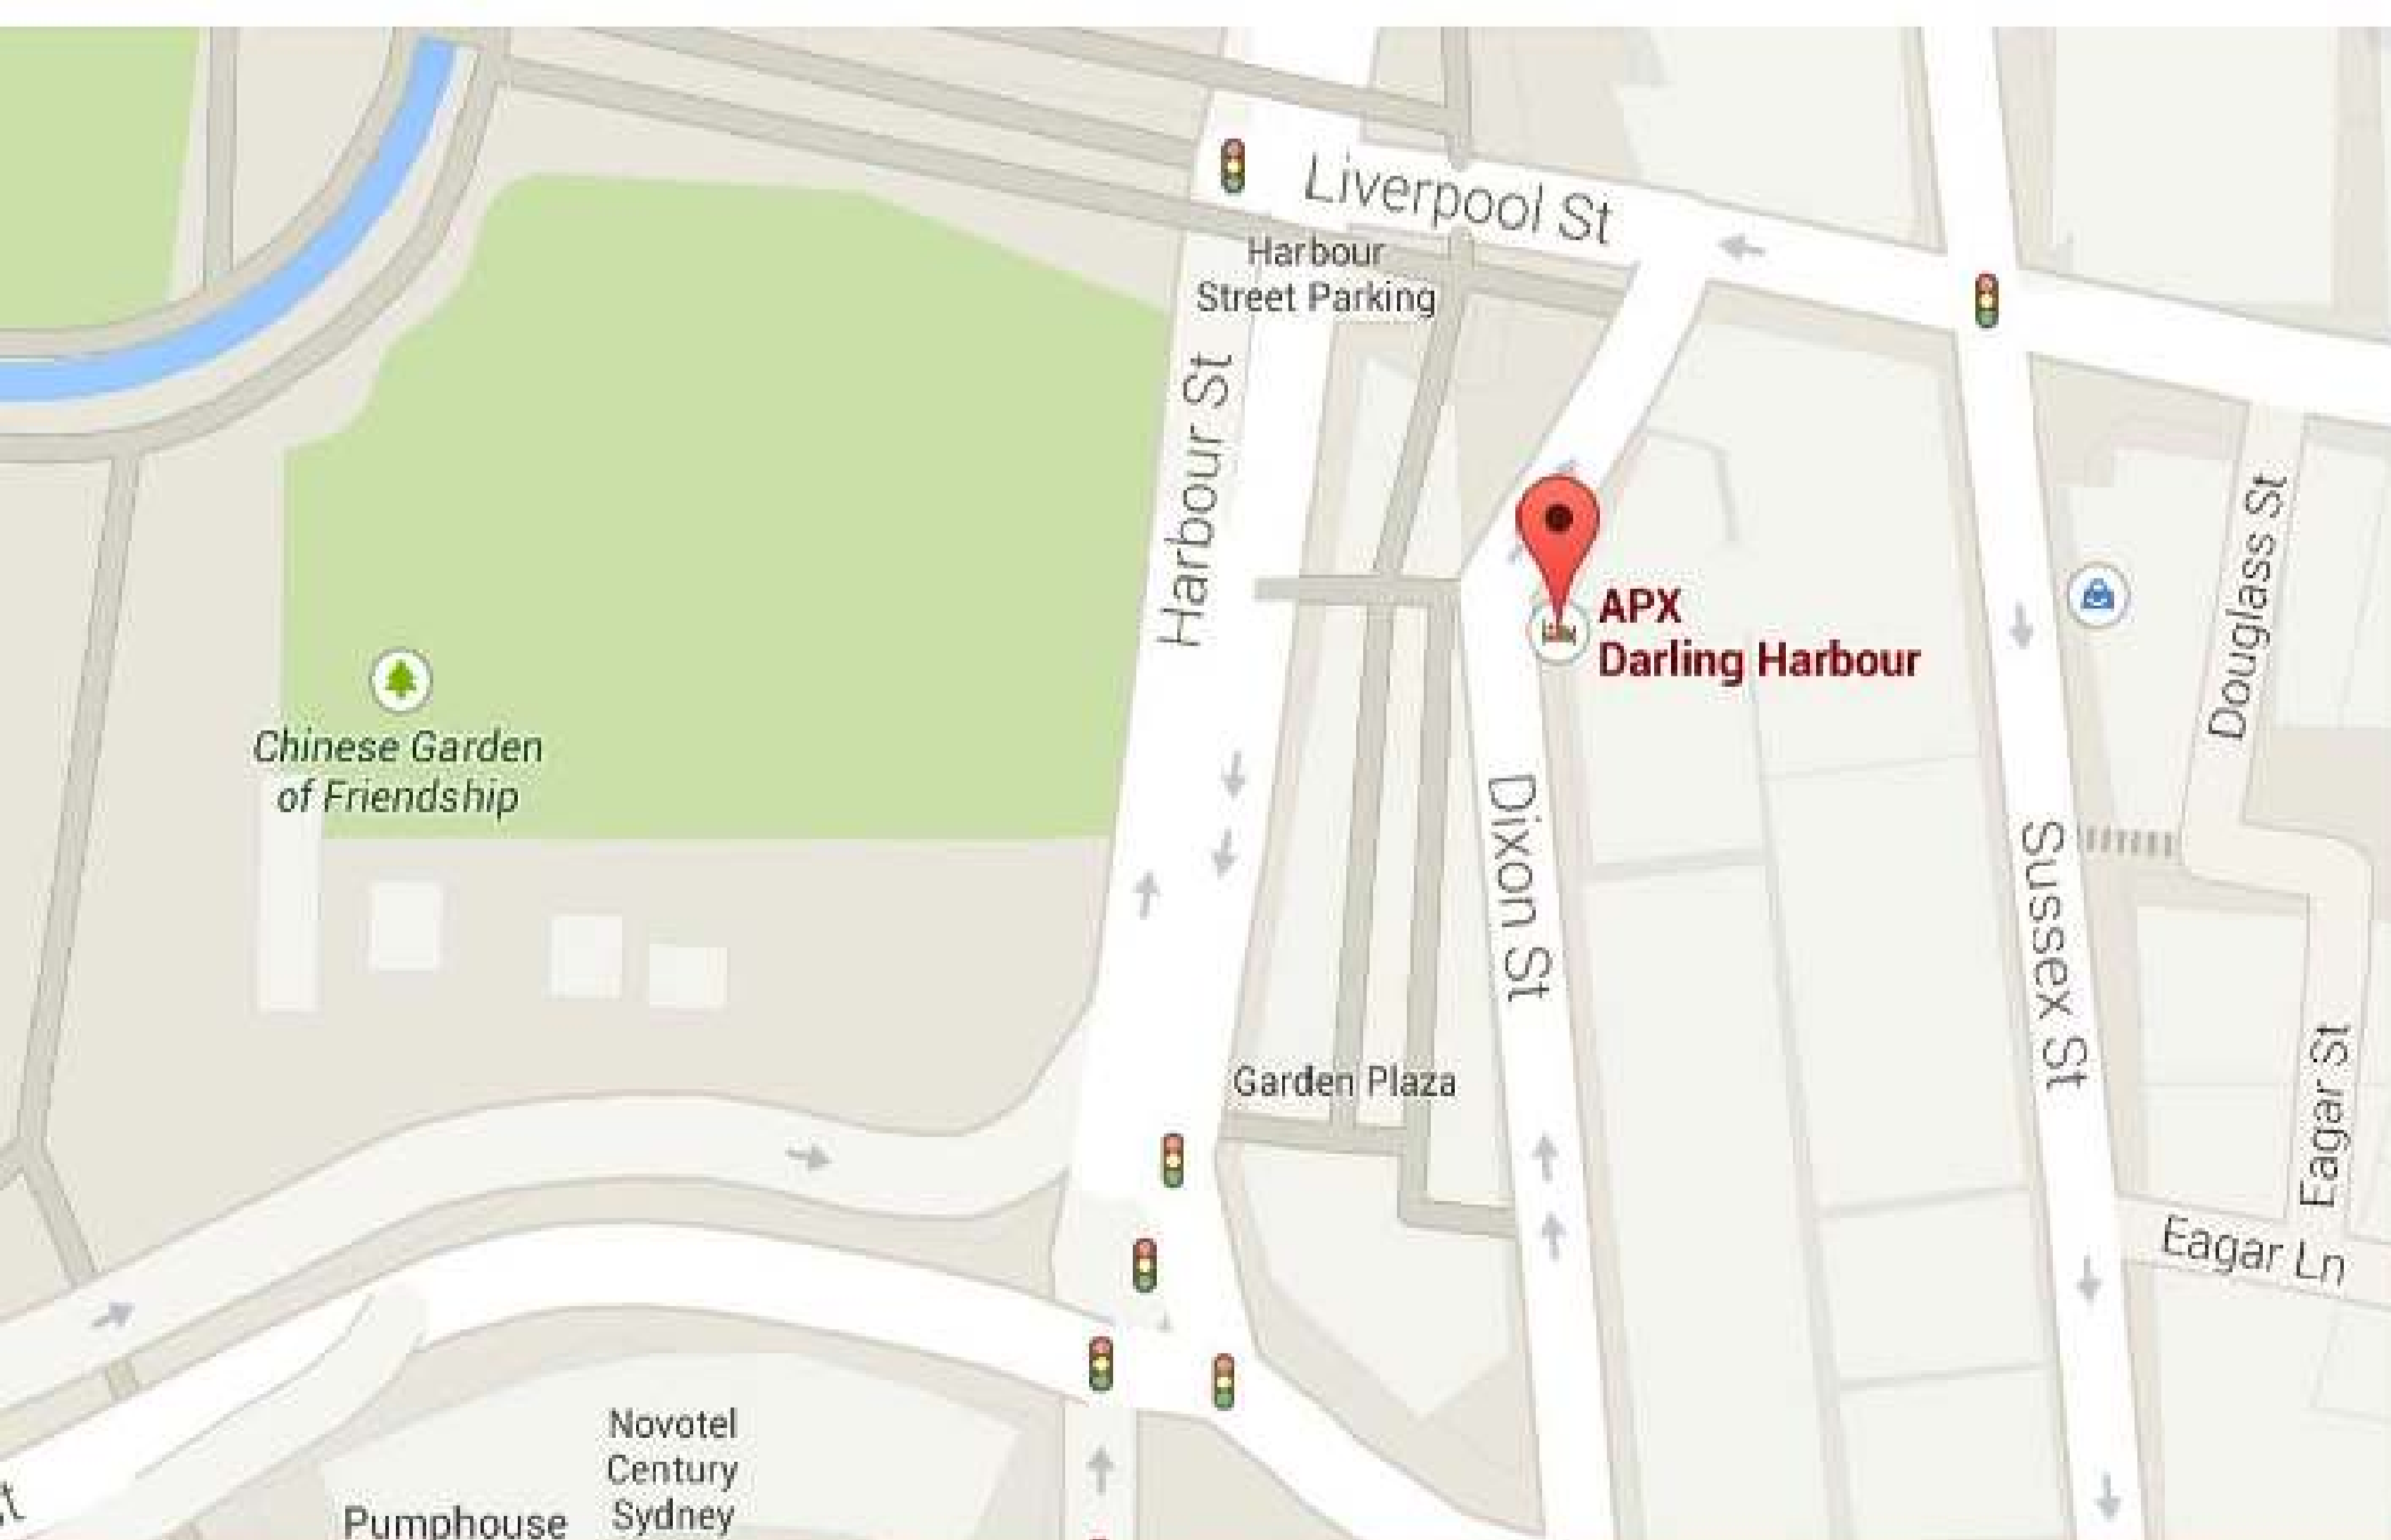 Liverpool St
Harbour
Street Parking
Harbour St
APX
Darling Harbour
Douglass St
Chinese Garden
of Friendship
Dixon St
Sussex St
Garden Plaza
Eagar St
Eagar Ln
Novotel
Century
Sydney
Pumphouse